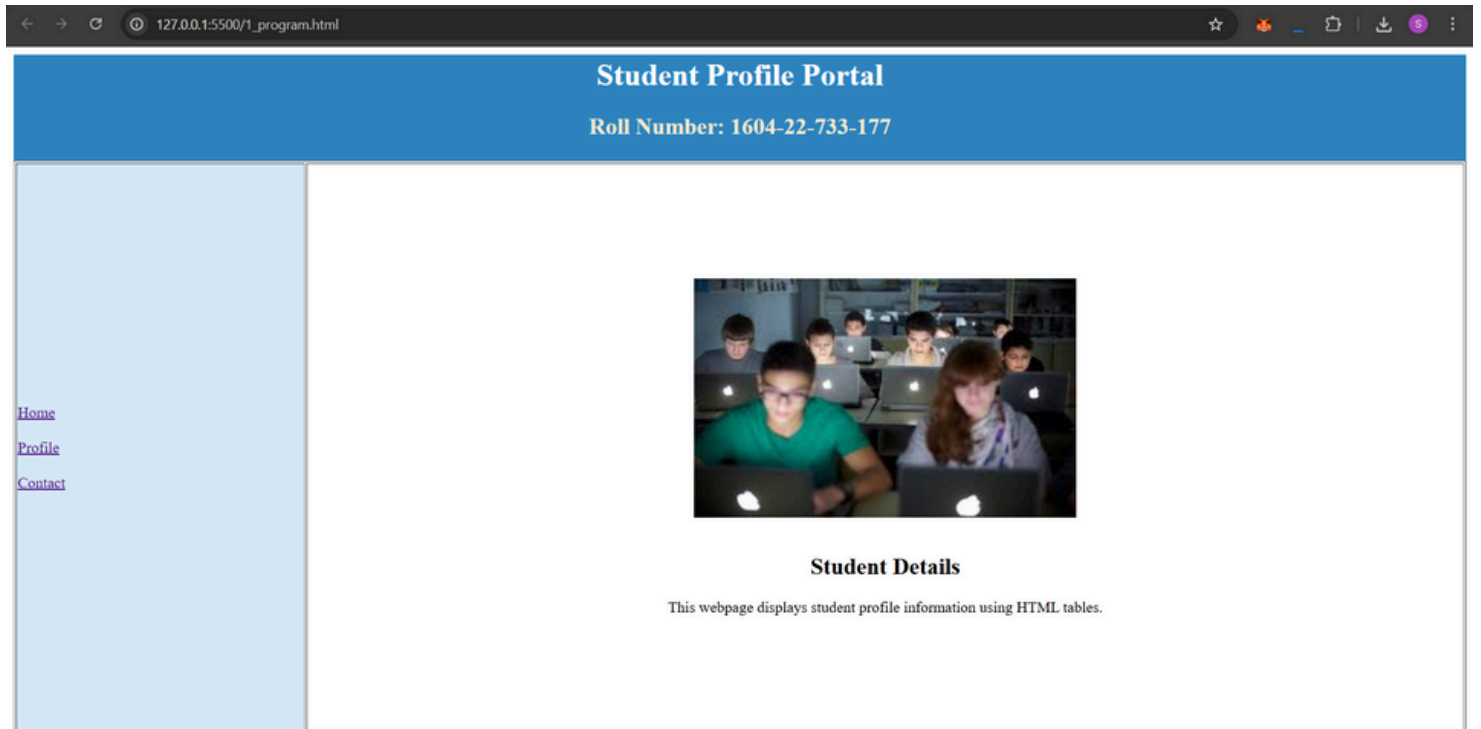 127.0.0.1:5500/1_program.html
S
Student Profile Portal
Roll Number: 1604-22-733-177
Home
Profile
Contact
Student Details
This webpage displays student profile information using HTML tables.